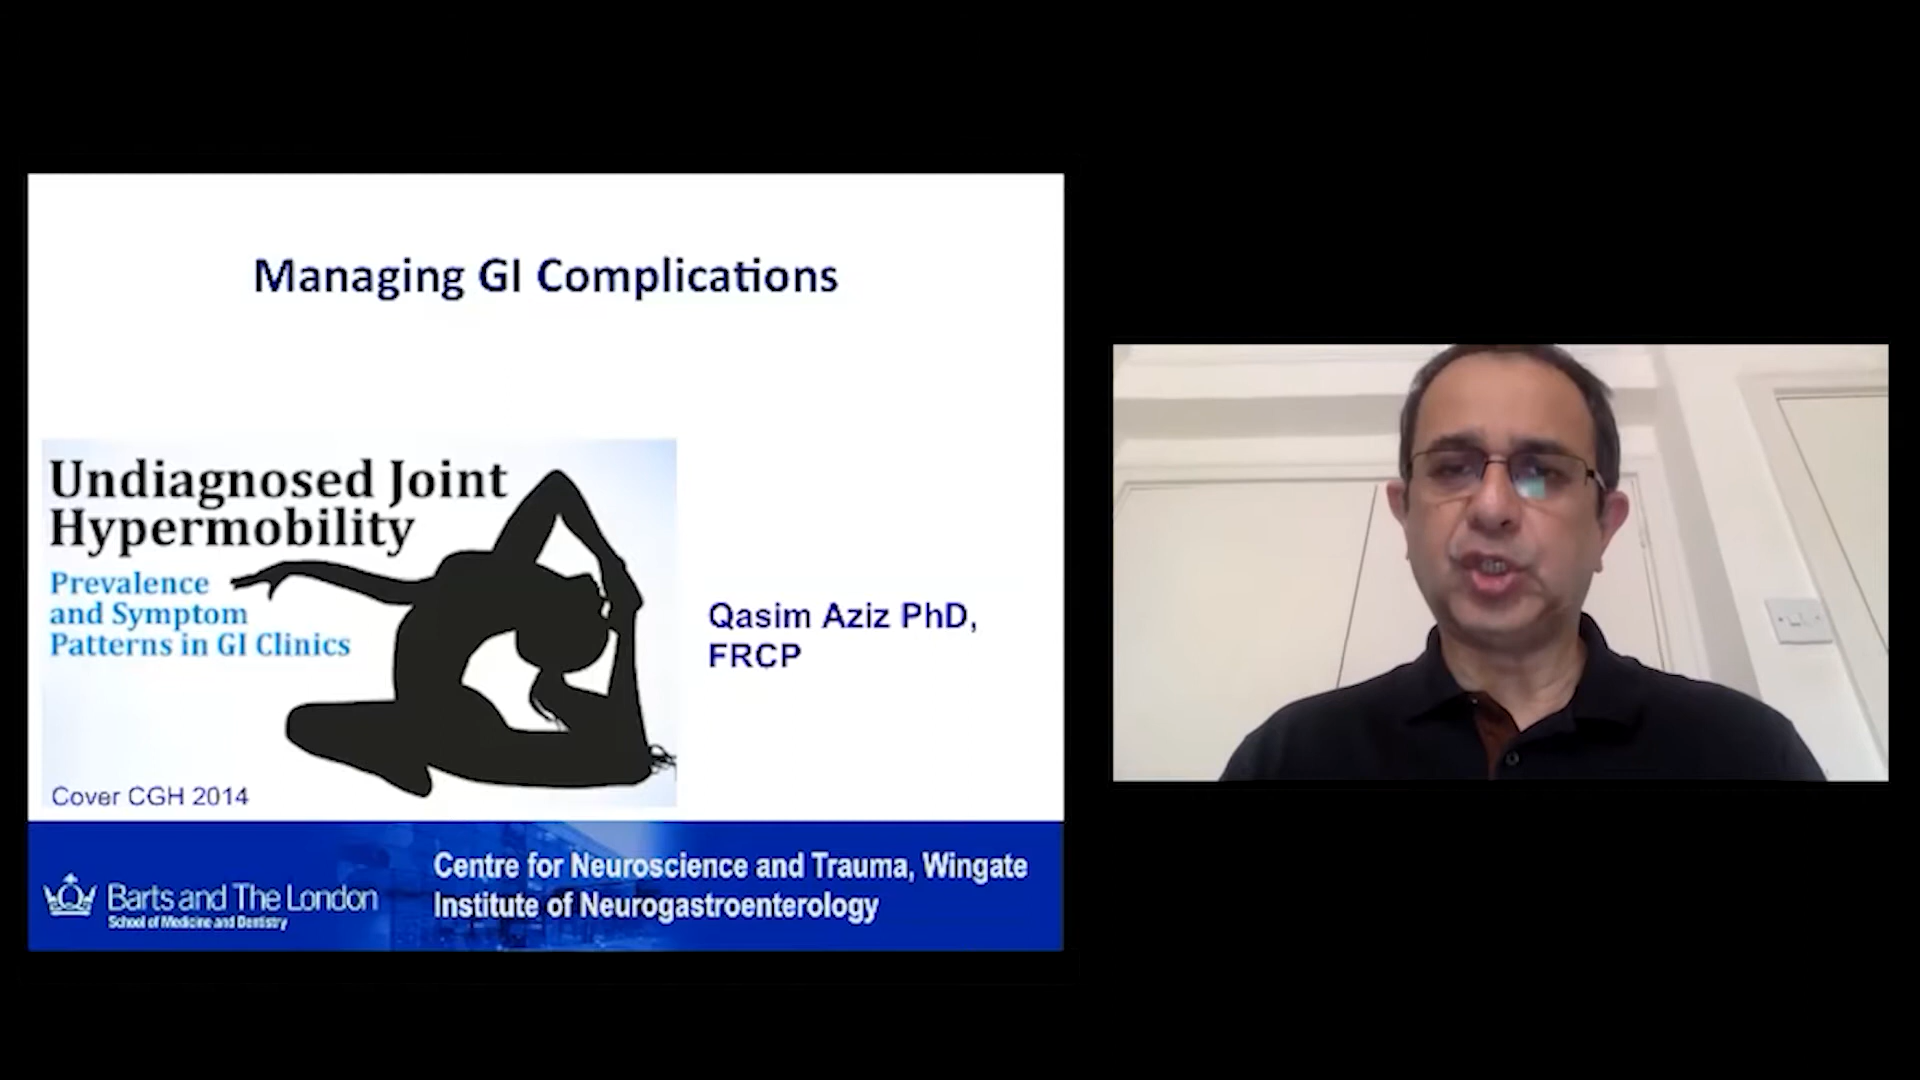 Managing GI Complications
Undiagnosed Joint
Hypermobility
Prevalence
and Symptom
Patterns in GI Clinics
Cover CGH 2014
Qasim Aziz PhD,
FRCP
Barts and The London
School of Medicine and Dentistry
Centre for Neuroscience and Trauma, Wingate
Institute of Neurogastroenterology